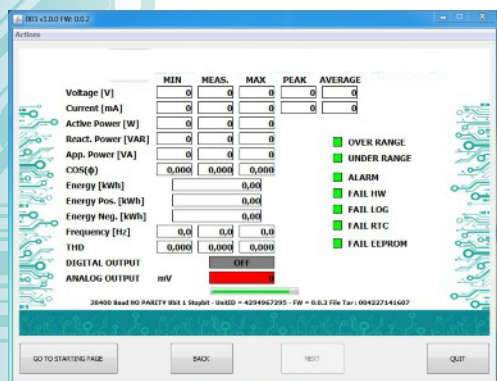 003 v1.0.0 FW: 0.0.2
Actions
MIN MEAS. MAX PEAK AVERAGE
Voltage [V] 0 0 0 0 0
Current [mA] 0 0 0 0 0
Active Power [W] 0 0 0
React. Power [VAR] 0 0 0
App. Power [VA] 0 0 0
COS(ϕ) 0,000 0,000 0,000
Energy [kWh] 0,00
Energy Pos. [kWh] 0,00
Energy Neg. [kWh] 0,00
Frequency [Hz] 0,0 0,0 0,0
THD 0,000 0,000 0,000
DIGITAL OUTPUT OFF
ANALOG OUTPUT mV 0
OVER RANGE
UNDER RANGE
ALARM
FAIL HW
FAIL LOG
FAIL RTC
FAIL EEPROM
38400 Baud NO PARITY 8bit 1 Stopbit - UnitID = 4294967295 - FW = 0.0.2 File Tar: 004237141607
GO TO STARTING PAGE BACK NEXT QUIT